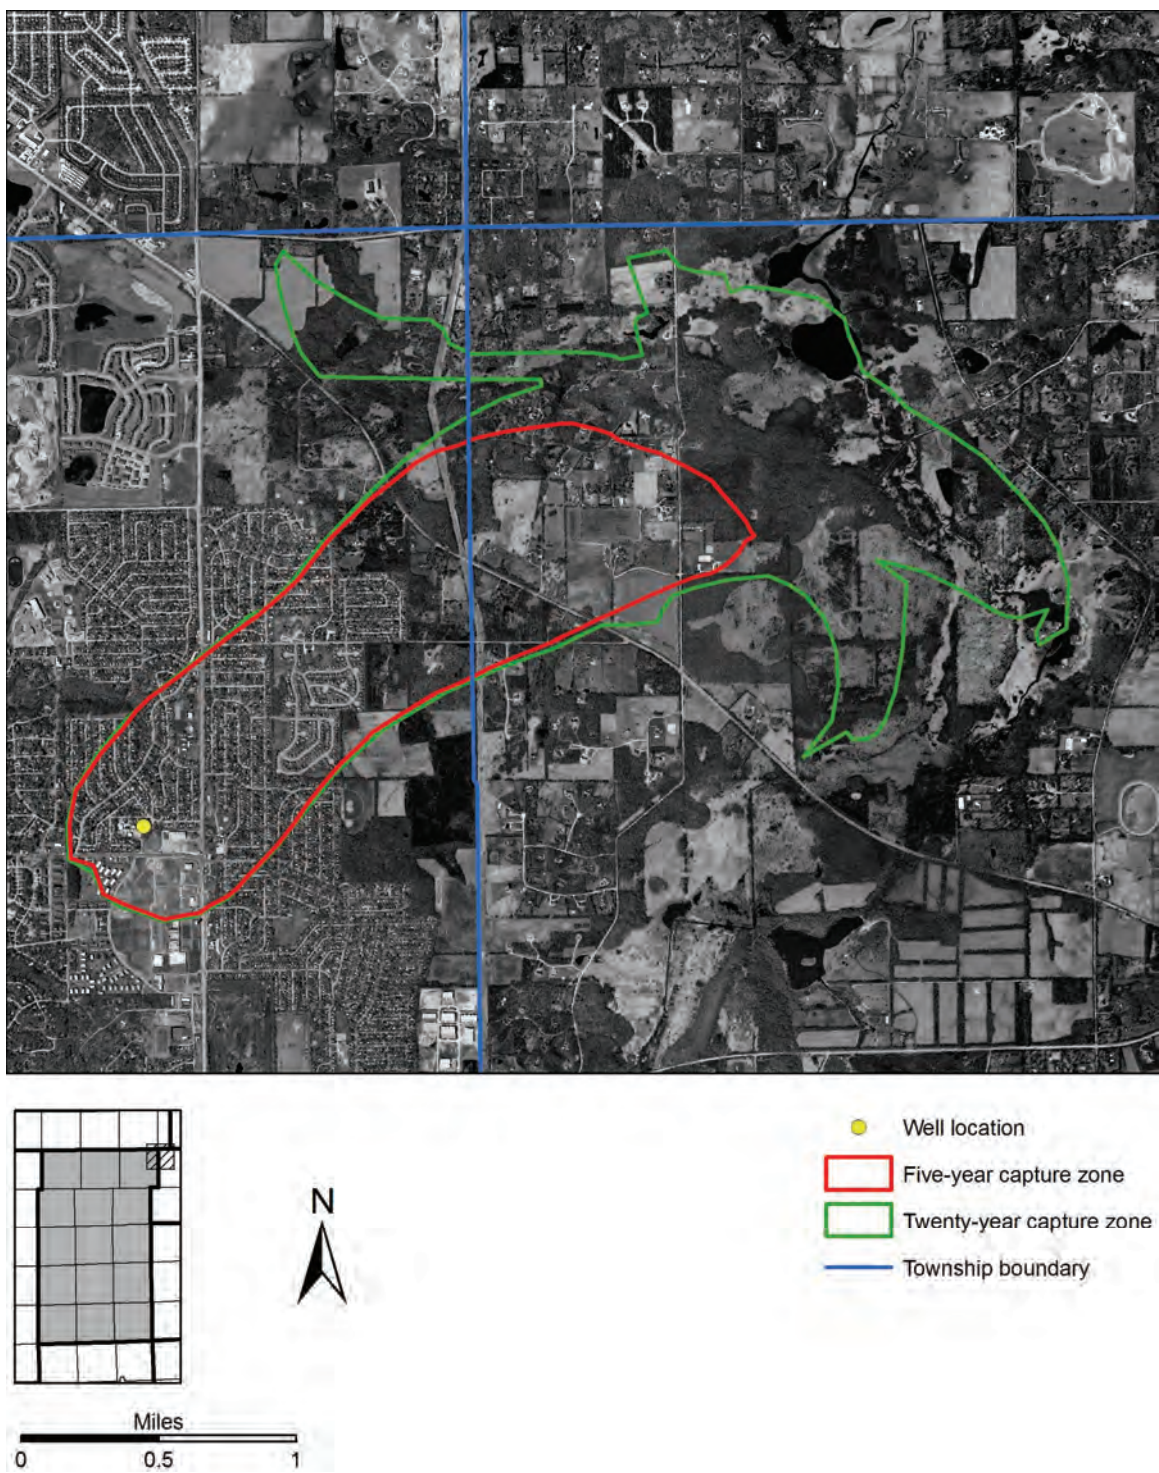 Well location
Five-year capture zone
Twenty-year capture zone
Township boundary
N
Miles
0 0.5 1